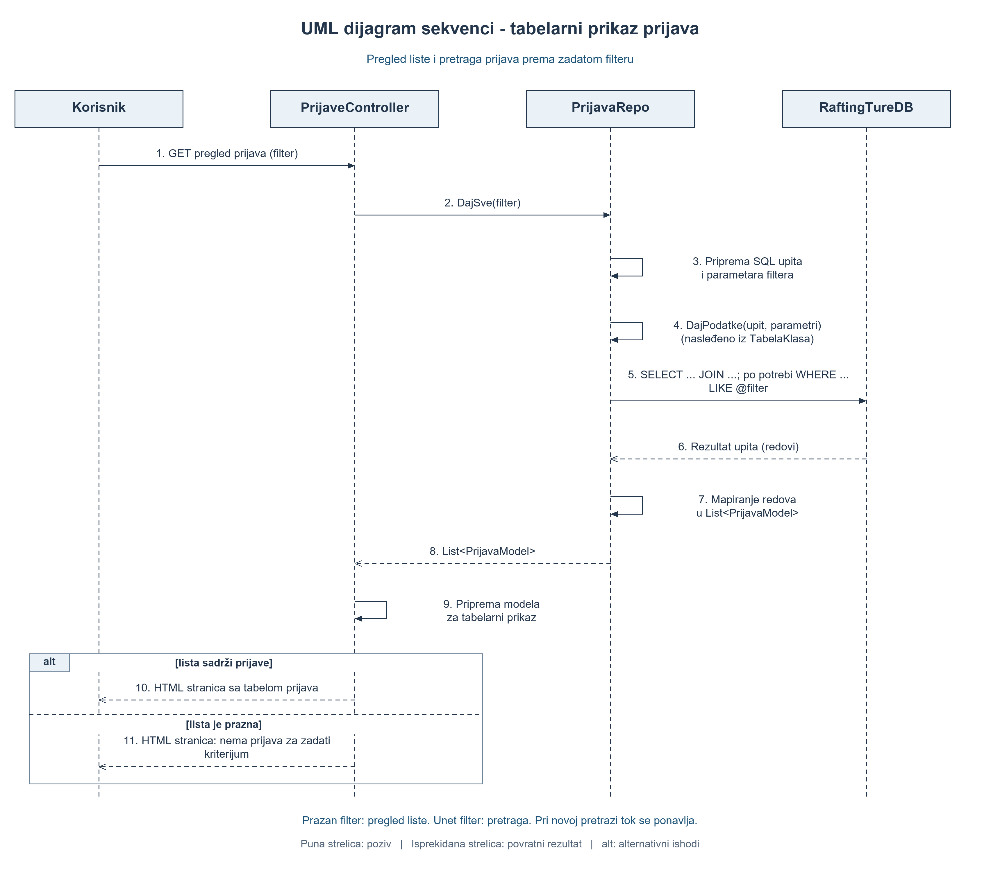 UML dijagram sekvenci - tabelarni prikaz prijava
Pregled liste i pretraga prijava prema zadatom filteru
Korisnik
PrijaveController
PrijavaRepo
RaftingTureDB
1. GET pregled prijava (filter)
2. DajSve(filter)
3. Priprema SQL upita
i parametara filtera
4. DajPodatke(upit, parametri)
(nasleđeno iz TabelaKlasa)
5. SELECT ... JOIN ...; po potrebi WHERE ...
LIKE @filter
6. Rezultat upita (redovi)
7. Mapiranje redova
u List<PrijavaModel>
8. List<PrijavaModel>
9. Priprema modela
za tabelarni prikaz
alt
[lista sadrži prijave]
10. HTML stranica sa tabelom prijava
[lista je prazna]
11. HTML stranica: nema prijava za zadati
kriterijum
Prazan filter: pregled liste. Unet filter: pretraga. Pri novoj pretrazi tok se ponavlja.
Puna strelica: poziv | Isprekidana strelica: povratni rezultat | alt: alternativni ishodi